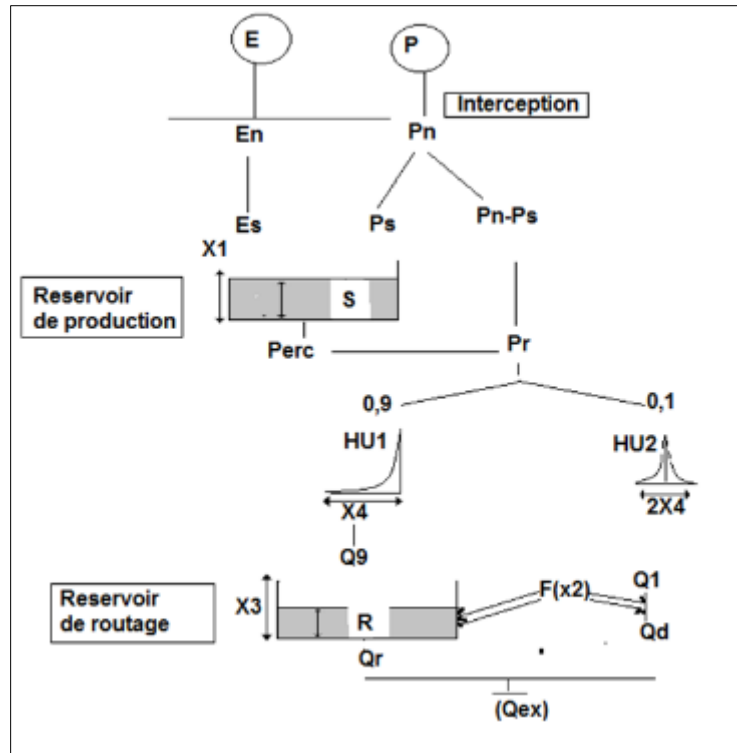 E
P
Interception
En
Pn
Es
Ps
Pn-Ps
X1
Reservoir
de production
S
Perc
Pr
0,9
0,1
HU1
HU2
X4
2X4
Q9
Reservoir
de routage
X3
R
F(x2)
Q1
Qd
Qr
(Qex)